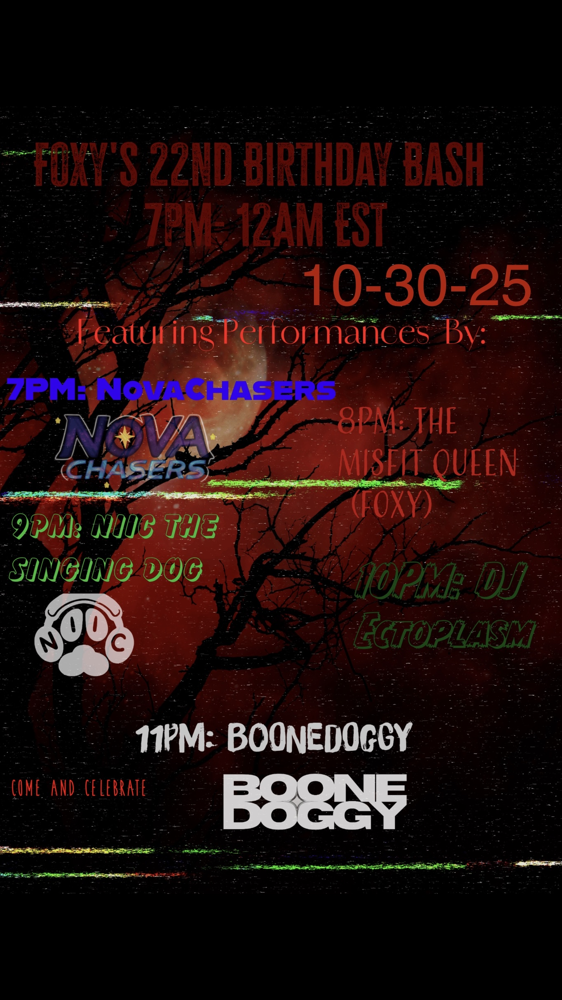 FOXY'S 22ND BIRTHDAY BASH
7PM- 12AM EST
10-30-25
Featuring Performances By:
7PM: NovaChasers
NOVA
CHASERS
8PM: THE
MISFIT QUEEN
(FOXY)
9PM: NIIC THE
SINGING DOG
NIIC
10PM: DJ
ECTOPLASM
11PM: BOONEDOGGY
COME AND CELEBRATE
BOONE
DOGGY